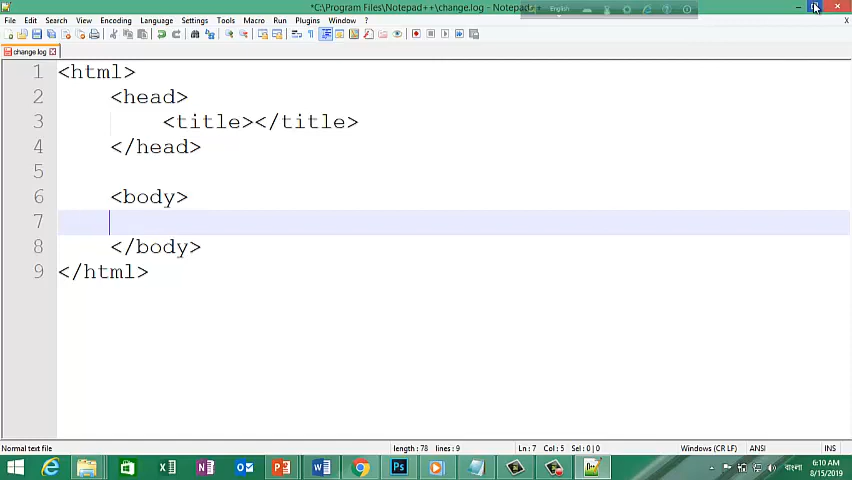 *C:\Program Files\Notepad++\change.log - Notepad++
English
File Edit Search View Encoding Language Settings Tools Macro Run Plugins Window ?
X
change.log
1 <html>
2 <head>
3 <title></title>
4 </head>
5
6 <body>
7
8 </body>
9 </html>
Normal text file length : 78 lines : 9 Ln : 7 Col : 5 Sel : 0 | 0 Windows (CR LF) ANSI INS
6:10 AM
বাংলা
8/15/2019